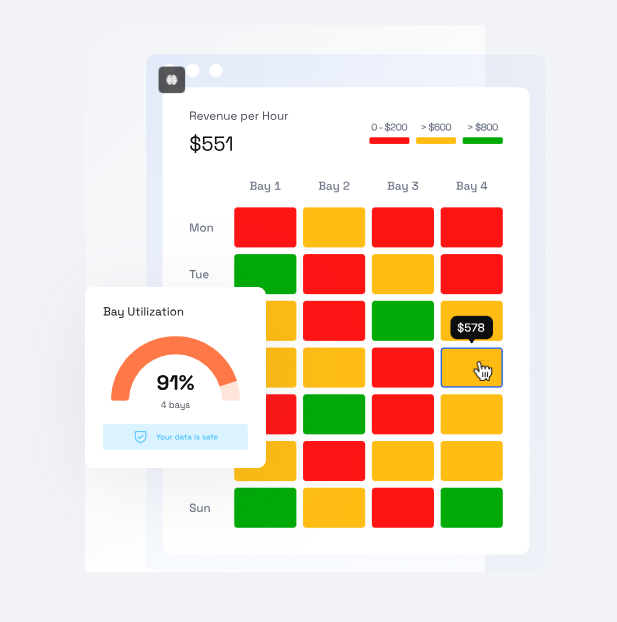 Revenue per Hour
$551
0 - $200 > $600 > $800
Bay 1 Bay 2 Bay 3 Bay 4
Mon
Tue
Bay Utilization
$578
91%
4 bays
Your data is safe
Sun